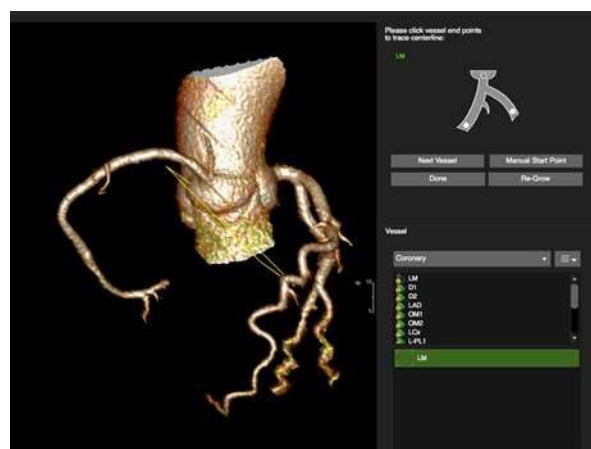 Please click vessel end points
to trace centerline:
LM
Next Vessel
Manual Start Point
Done
Re-Grow
Vessel
Coronary
LM
D1
D2
LAD
OM1
OM2
LCx
L-PL1
LM